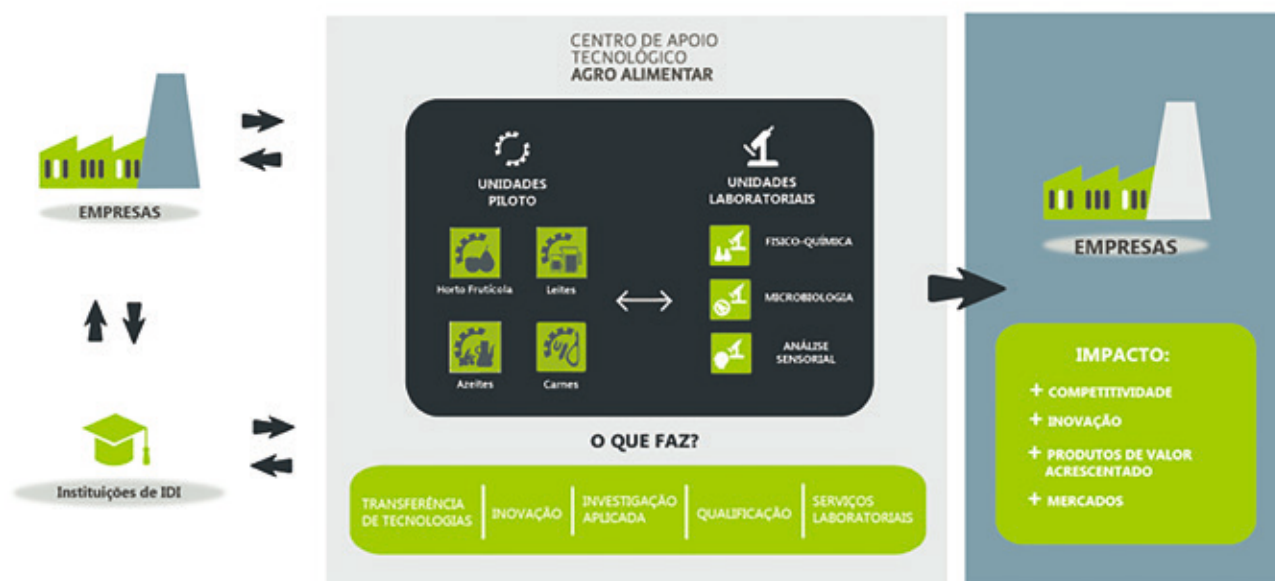 CENTRO DE APOIO
TECNOLÓGICO
AGRO ALIMENTAR
EMPRESAS
Instituições de IDI
UNIDADES
PILOTO
Horto Frutícola
Leites
Azeites
Carnes
UNIDADES
LABORATORIAIS
FISICO-QUÍMICA
MICROBIOLOGIA
ANÁLISE
SENSORIAL
O QUE FAZ?
TRANSFERÊNCIA
DE TECNOLOGIAS
INOVAÇÃO
INVESTIGAÇÃO
APLICADA
QUALIFICAÇÃO
SERVIÇOS
LABORATORIAIS
EMPRESAS
IMPACTO:
+ COMPETITIVIDADE
+ INOVAÇÃO
+ PRODUTOS DE VALOR
ACRESCENTADO
+ MERCADOS